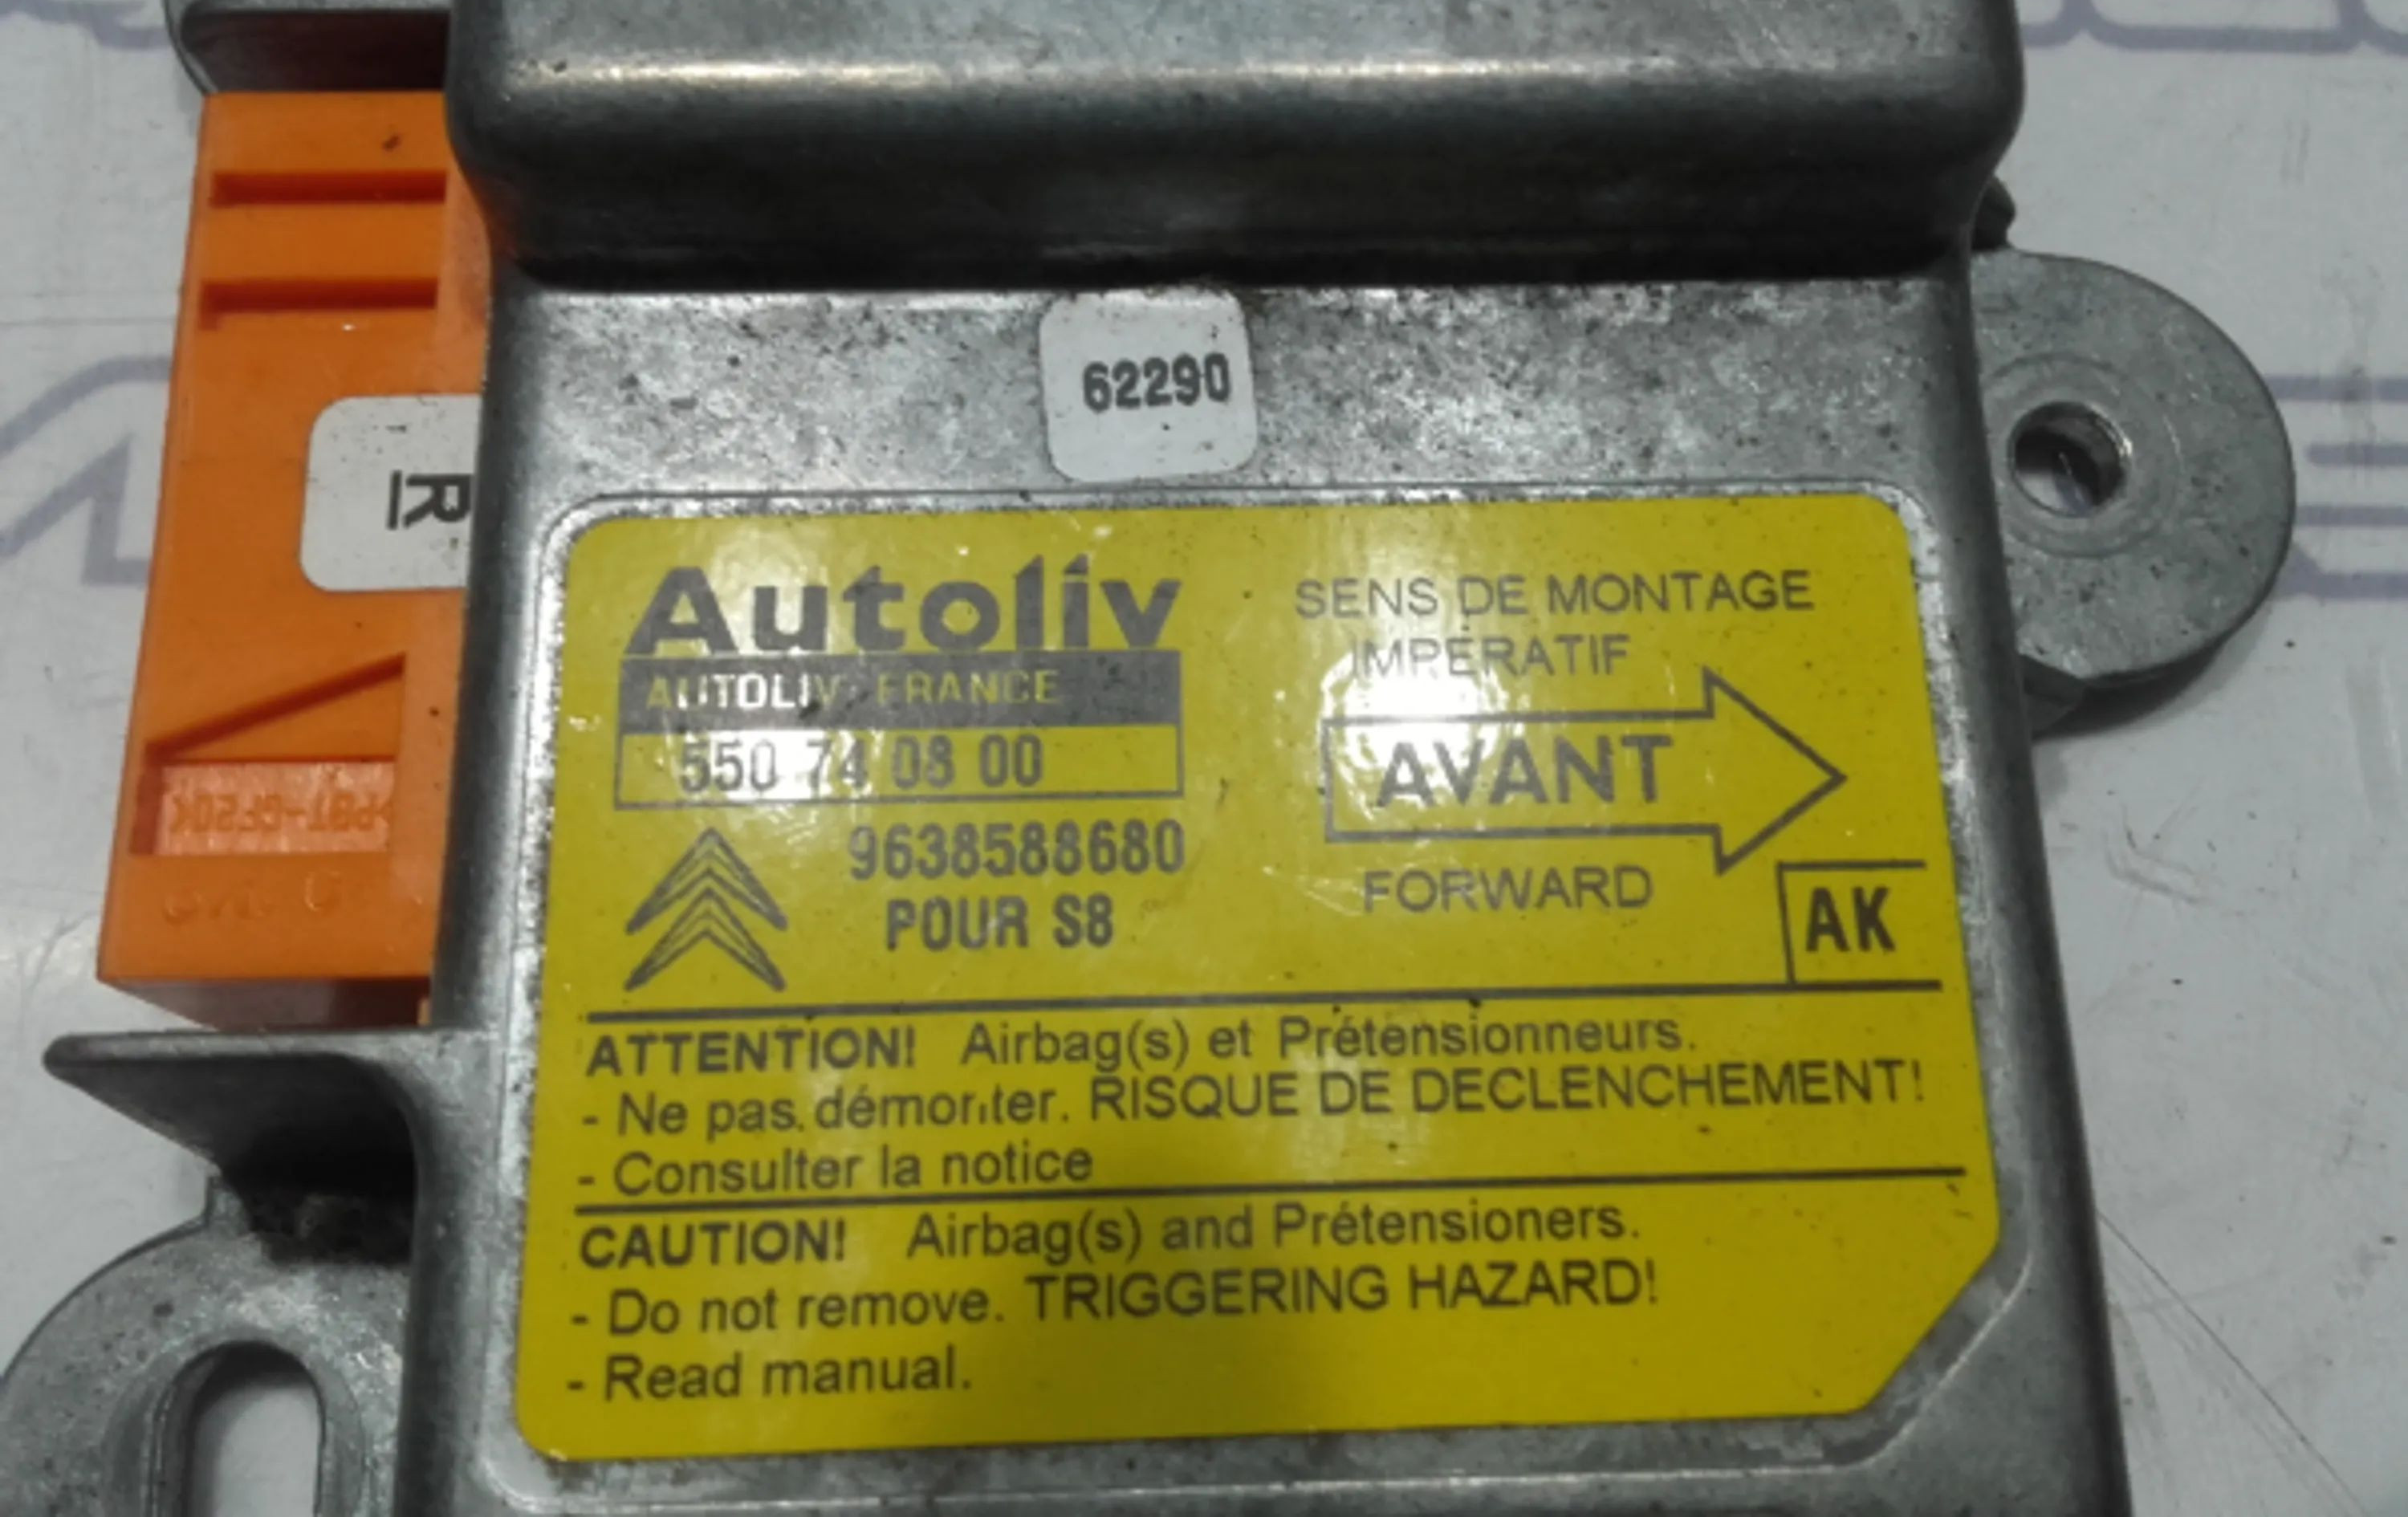 62290
R
Autoliv
AUTOLIV FRANCE
550 74 08 00
9638588680
POUR S8
SENS DE MONTAGE
IMPERATIF
AVANT
FORWARD
AK
ATTENTION! Airbag(s) et Prétensionneurs.
- Ne pas démonter. RISQUE DE DECLENCHEMENT!
- Consulter la notice
CAUTION! Airbag(s) and Prétensioners.
- Do not remove. TRIGGERING HAZARD!
- Read manual.